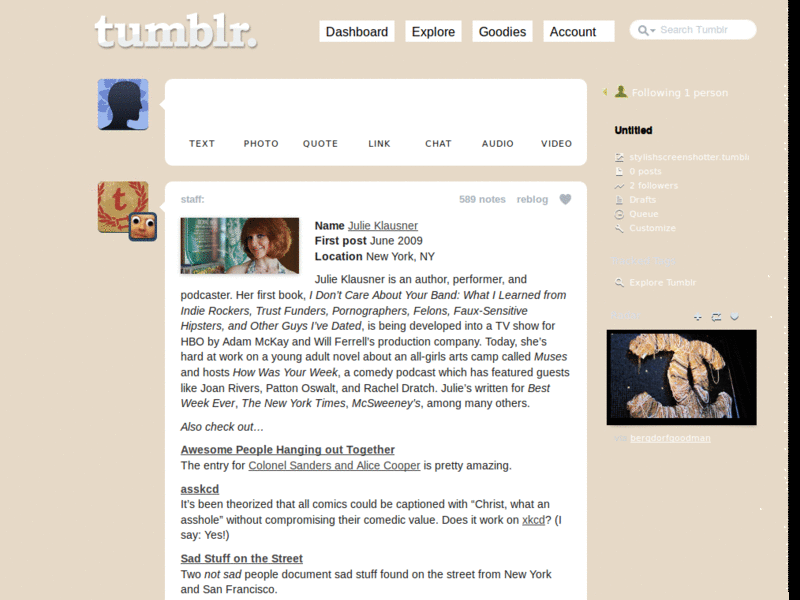 tumblr.
Dashboard
Explore
Goodies
Account
Search Tumblr
TEXT
PHOTO
QUOTE
LINK
CHAT
AUDIO
VIDEO
Following 1 person
Untitled
stylishscreenshotter.tumbl
0 posts
2 followers
Drafts
Queue
Customize
Explore Tumblr
bergdorfgoodman
t
staff:
589 notes
reblog
Name Julie Klausner
First post June 2009
Location New York, NY
Julie Klausner is an author, performer, and
podcaster. Her first book, I Don't Care About Your Band: What I Learned from
Indie Rockers, Trust Funders, Pornographers, Felons, Faux-Sensitive
Hipsters, and Other Guys I've Dated, is being developed into a TV show for
HBO by Adam McKay and Will Ferrell's production company. Today, she's
hard at work on a young adult novel about an all-girls arts camp called Muses
and hosts How Was Your Week, a comedy podcast which has featured guests
like Joan Rivers, Patton Oswalt, and Rachel Dratch. Julie's written for Best
Week Ever, The New York Times, McSweeney's, among many others.
Also check out…
Awesome People Hanging out Together
The entry for Colonel Sanders and Alice Cooper is pretty amazing.
asskcd
It's been theorized that all comics could be captioned with “Christ, what an
asshole” without compromising their comedic value. Does it work on xkcd? (I
say: Yes!)
Sad Stuff on the Street
Two not sad people document sad stuff found on the street from New York
and San Francisco.